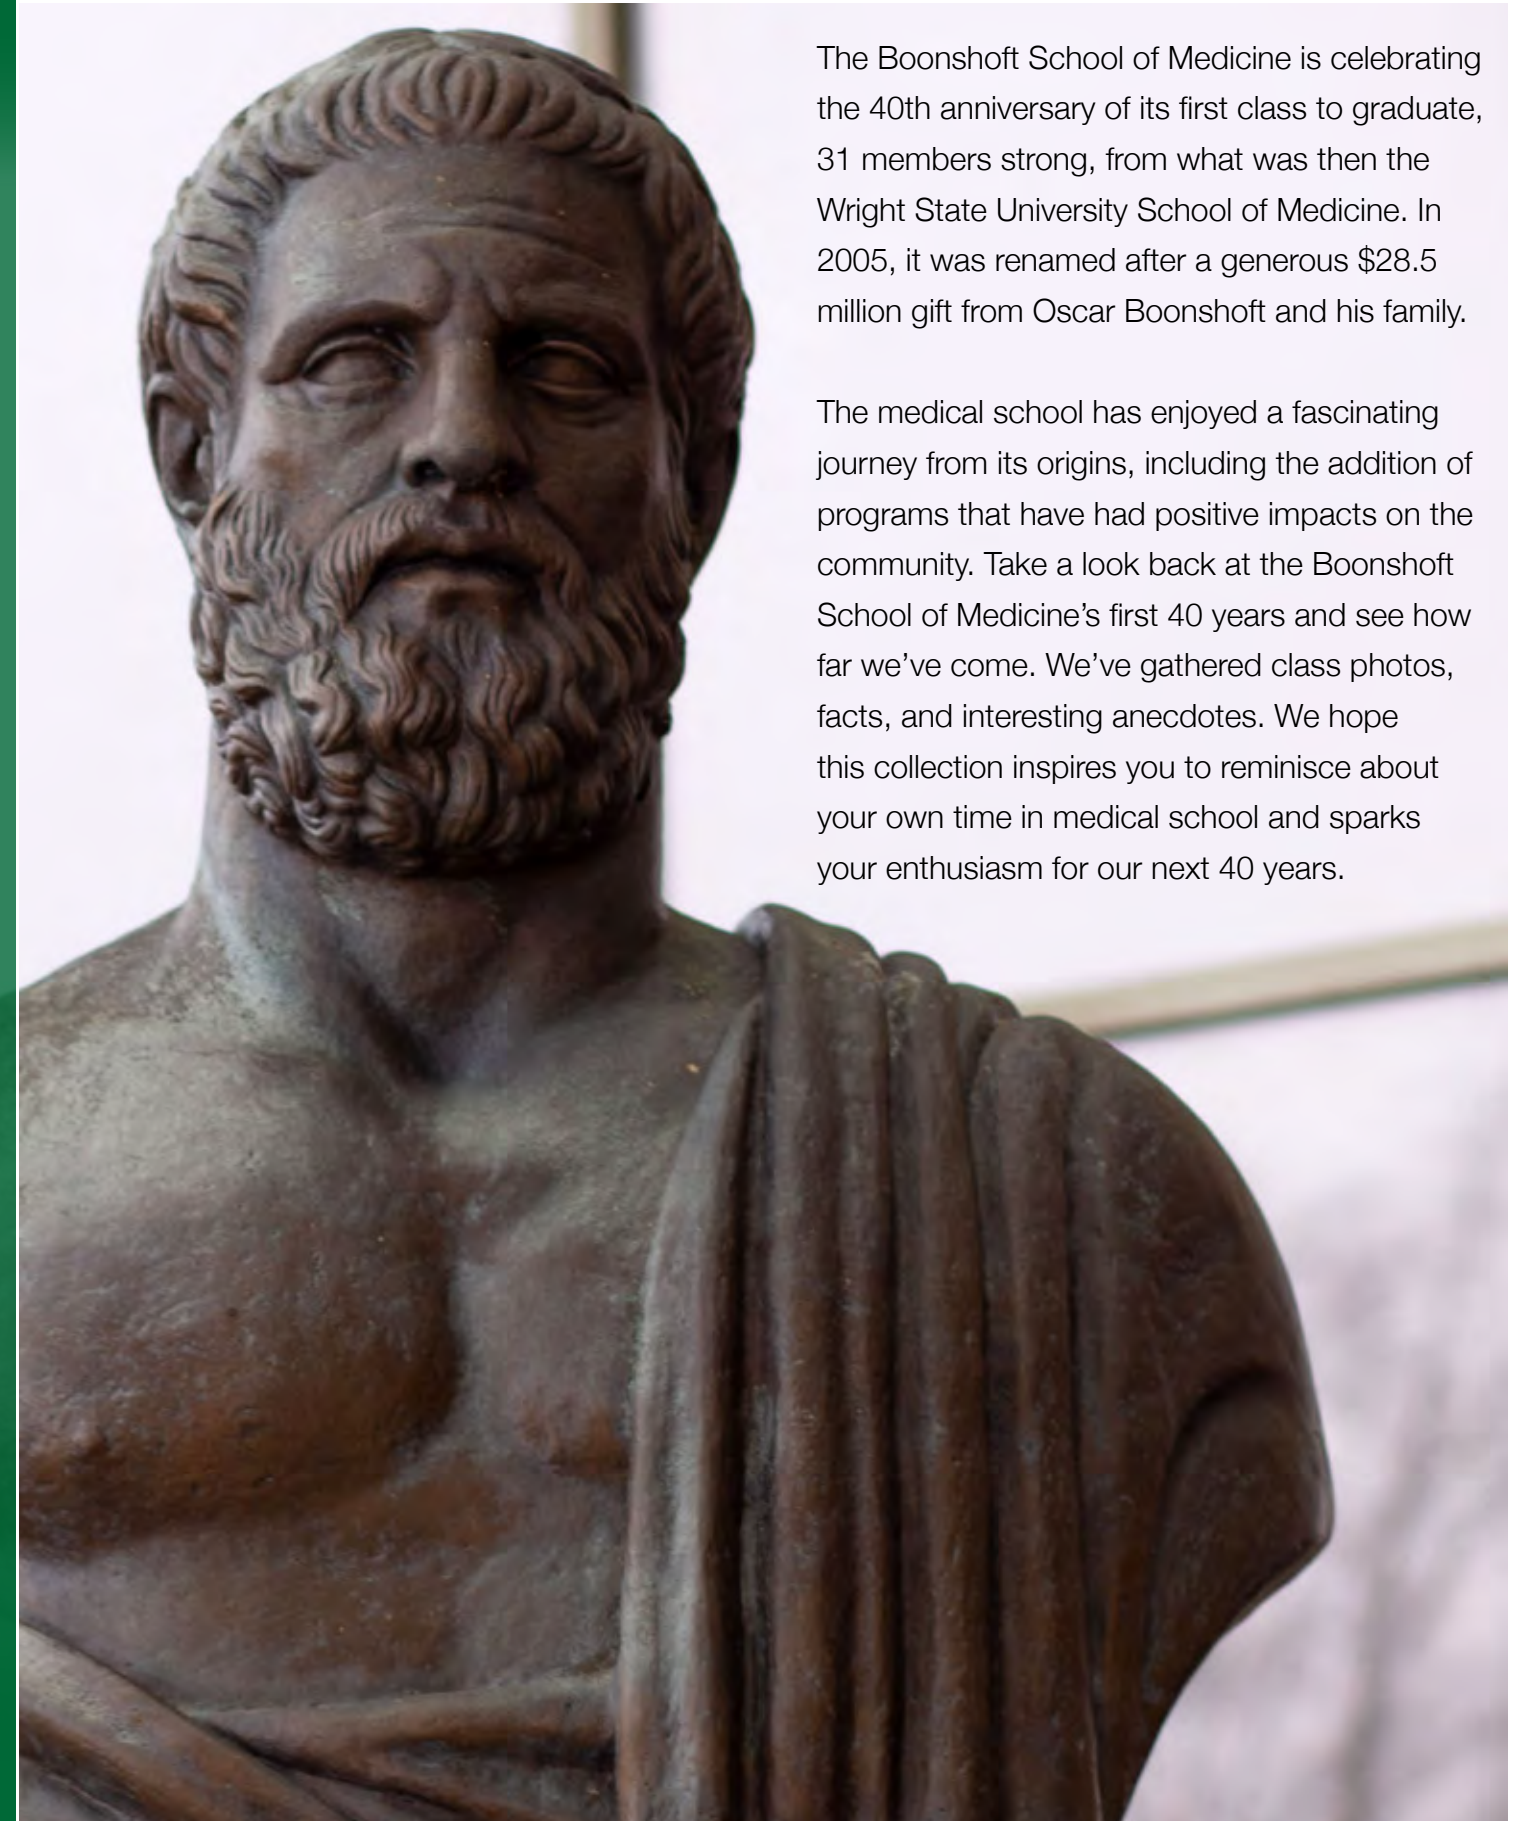 The Boonshoft School of Medicine is celebrating
the 40th anniversary of its first class to graduate,
31 members strong, from what was then the
Wright State University School of Medicine. In
2005, it was renamed after a generous $28.5
million gift from Oscar Boonshoft and his family.
The medical school has enjoyed a fascinating
journey from its origins, including the addition of
programs that have had positive impacts on the
community. Take a look back at the Boonshoft
School of Medicine’s first 40 years and see how
far we’ve come. We’ve gathered class photos,
facts, and interesting anecdotes. We hope
this collection inspires you to reminisce about
your own time in medical school and sparks
your enthusiasm for our next 40 years.